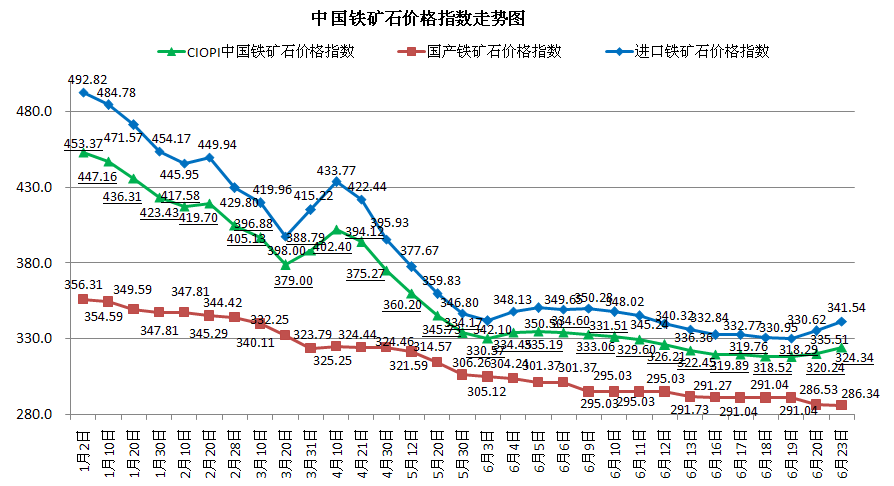 中国铁矿石价格指数走势图
CIOPI中国铁矿石价格指数 国产铁矿石价格指数 进口铁矿石价格指数
480.0
430.0
380.0
330.0
280.0
492.82 484.78 471.57 454.17 445.95 449.94 429.80 419.96 398.00 415.22 433.77 422.44 395.93 377.67 359.83 346.80 342.10 348.13 350.56 349.65 350.28 348.02 345.24 340.32 336.36 332.84 332.77 330.95 330.62 335.51 341.54
453.37 447.16 436.31 423.43 417.58 419.70 405.13 396.88 379.00 388.79 402.40 394.12 375.27 360.20 345.73 334.17 330.37 334.45 335.19 334.60 333.06 331.51 329.60 326.21 322.45 319.89 319.76 318.52 318.29 320.24 324.34
356.31 354.59 349.59 347.81 347.81 345.29 344.42 340.11 332.25 323.79 325.25 324.44 324.46 321.59 314.57 306.26 305.12 304.24 301.37 301.37 295.03 295.03 295.03 295.03 291.73 291.27 291.04 291.04 291.04 286.53 286.34
1月2日 1月10日 1月20日 1月30日 2月10日 2月20日 2月28日 3月10日 3月20日 3月31日 4月10日 4月21日 4月30日 5月12日 5月20日 5月30日 6月3日 6月4日 6月5日 6月6日 6月9日 6月10日 6月11日 6月12日 6月13日 6月16日 6月17日 6月18日 6月19日 6月20日 6月23日